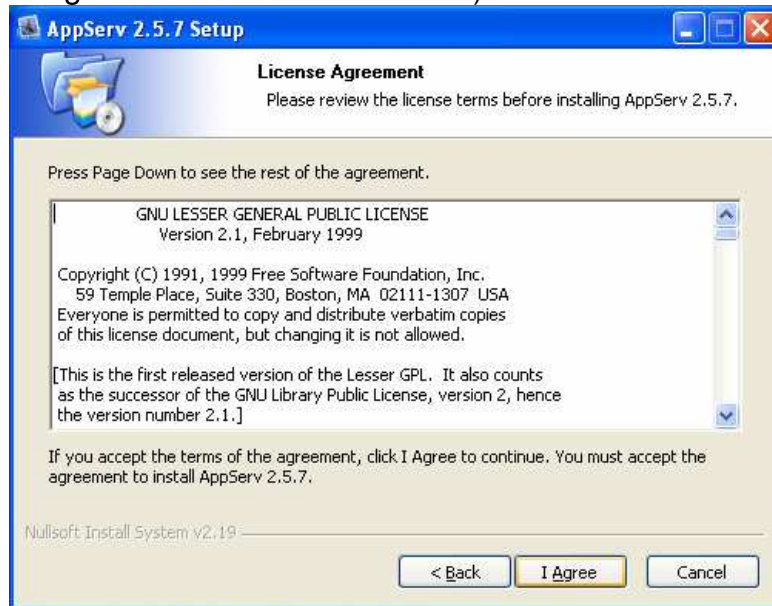 AppServ 2.5.7 Setup
License Agreement
Please review the license terms before installing AppServ 2.5.7.
Press Page Down to see the rest of the agreement.
GNU LESSER GENERAL PUBLIC LICENSE
Version 2.1, February 1999
Copyright (C) 1991, 1999 Free Software Foundation, Inc.
59 Temple Place, Suite 330, Boston, MA 02111-1307 USA
Everyone is permitted to copy and distribute verbatim copies
of this license document, but changing it is not allowed.
[This is the first released version of the Lesser GPL. It also counts
as the successor of the GNU Library Public License, version 2, hence
the version number 2.1.]
If you accept the terms of the agreement, click I Agree to continue. You must accept the
agreement to install AppServ 2.5.7.
Nullsoft Install System v2.19
< Back I Agree Cancel